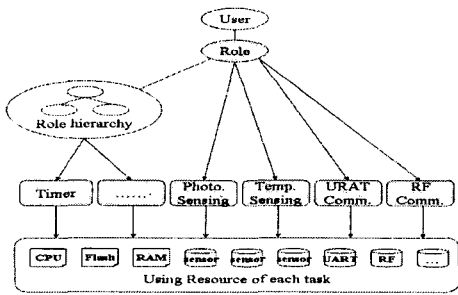 User
Role
Role hierarchy
Timer
.......
Photo.
Sensing
Temp.
Sensing
URAT
Comm.
RF
Comm.
CPU
Flush
RAM
sensor
sensor
sensor
UART
RF
...
Using Resource of each task